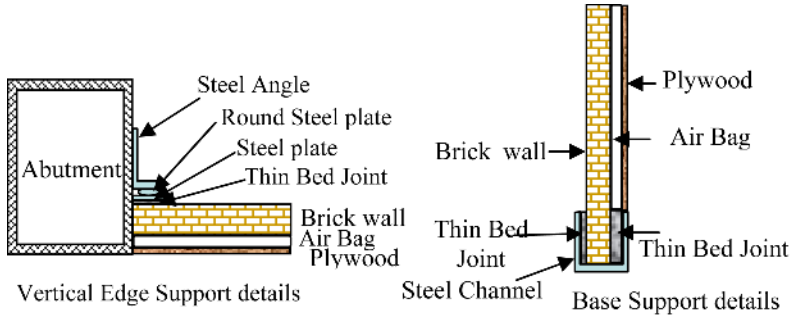 Steel Angle
Round Steel plate
Abutment
Steel plate
Thin Bed Joint
Brick wall
Air Bag
Plywood
Vertical Edge Support details
Plywood
Air Bag
Brick wall
Thin Bed
Joint
Thin Bed Joint
Steel Channel
Base Support details